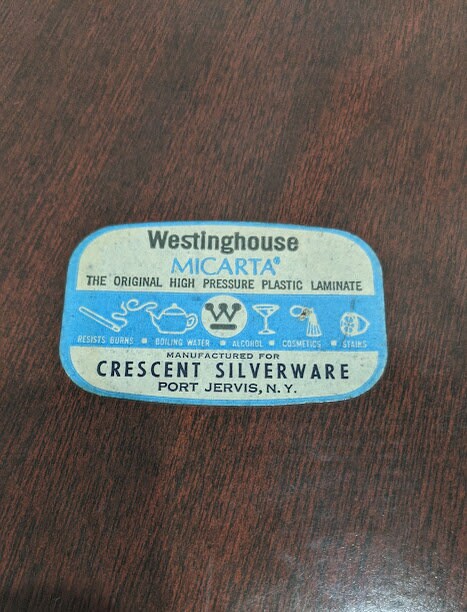 Westinghouse
MICARTA®
THE ORIGINAL HIGH PRESSURE PLASTIC LAMINATE
W
RESISTS BURNS ▪ BOILING WATER ▪ ALCOHOL ▪ COSMETICS ▪ STAINS
MANUFACTURED FOR
CRESCENT SILVERWARE
PORT JERVIS, N.Y.